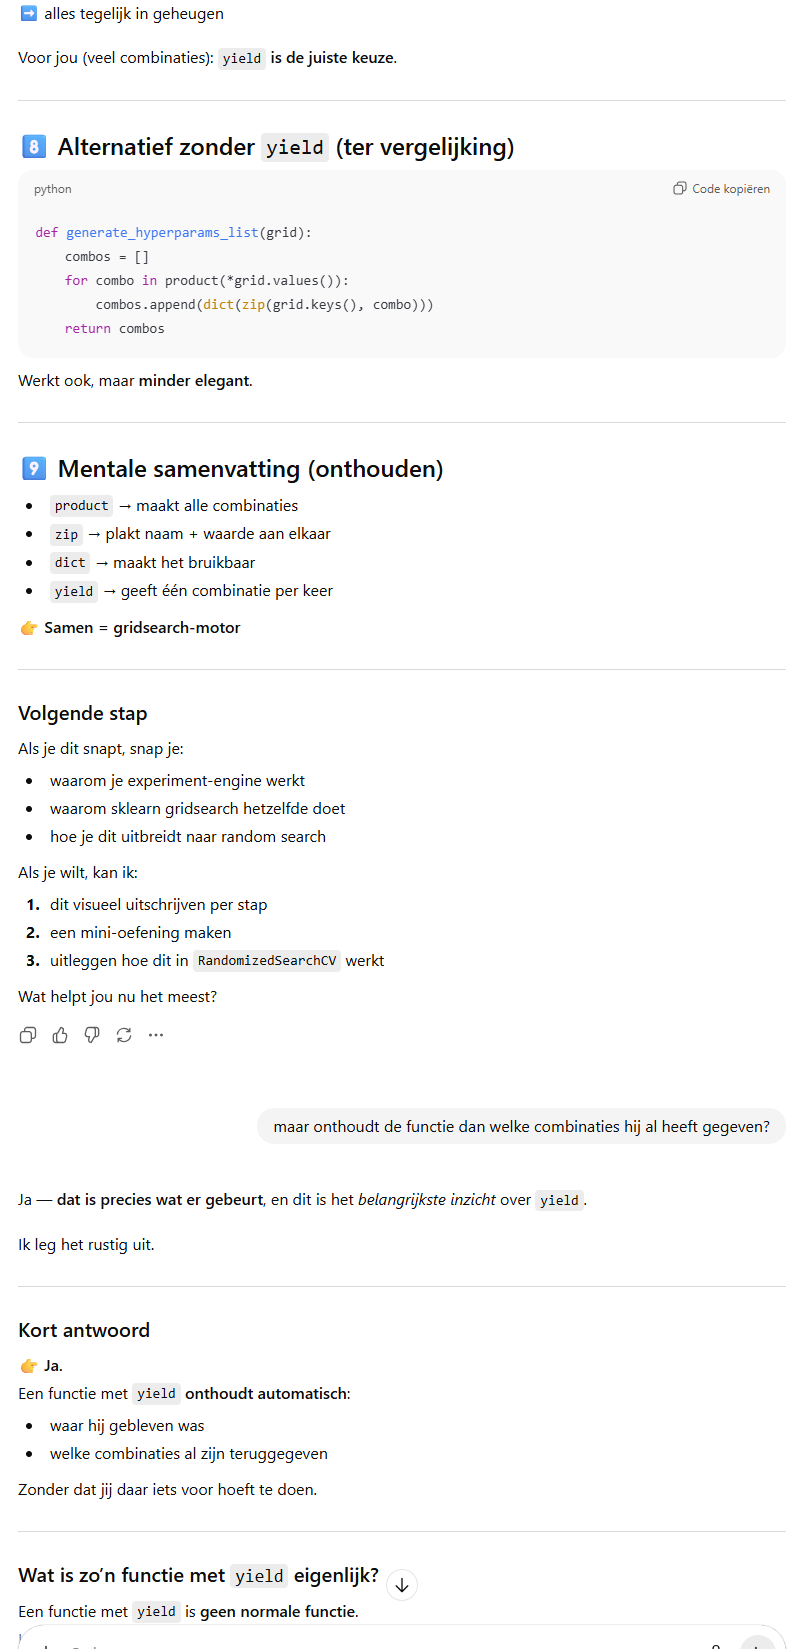 ➡️ alles tegelijk in geheugen
Voor jou (veel combinaties): yield is de juiste keuze.
8️⃣ Alternatief zonder yield (ter vergelijking)
python
Code kopiëren
def generate_hyperparams_list(grid):
    combos = []
    for combo in product(*grid.values()):
        combos.append(dict(zip(grid.keys(), combo)))
    return combos
Werkt ook, maar minder elegant.
9️⃣ Mentale samenvatting (onthouden)
• product → maakt alle combinaties
• zip → plakt naam + waarde aan elkaar
• dict → maakt het bruikbaar
• yield → geeft één combinatie per keer
👉 Samen = gridsearch-motor
Volgende stap
Als je dit snapt, snap je:
• waarom je experiment-engine werkt
• waarom sklearn gridsearch hetzelfde doet
• hoe je dit uitbreidt naar random search
Als je wilt, kan ik:
1. dit visueel uitschrijven per stap
2. een mini-oefening maken
3. uitleggen hoe dit in RandomizedSearchCV werkt
Wat helpt jou nu het meest?
maar onthoudt de functie dan welke combinaties hij al heeft gegeven?
Ja — dat is precies wat er gebeurt, en dit is het belangrijkste inzicht over yield.
Ik leg het rustig uit.
Kort antwoord
👉 Ja.
Een functie met yield onthoudt automatisch:
• waar hij gebleven was
• welke combinaties al zijn teruggegeven
Zonder dat jij daar iets voor hoeft te doen.
Wat is zo'n functie met yield eigenlijk?
Een functie met yield is geen normale functie.